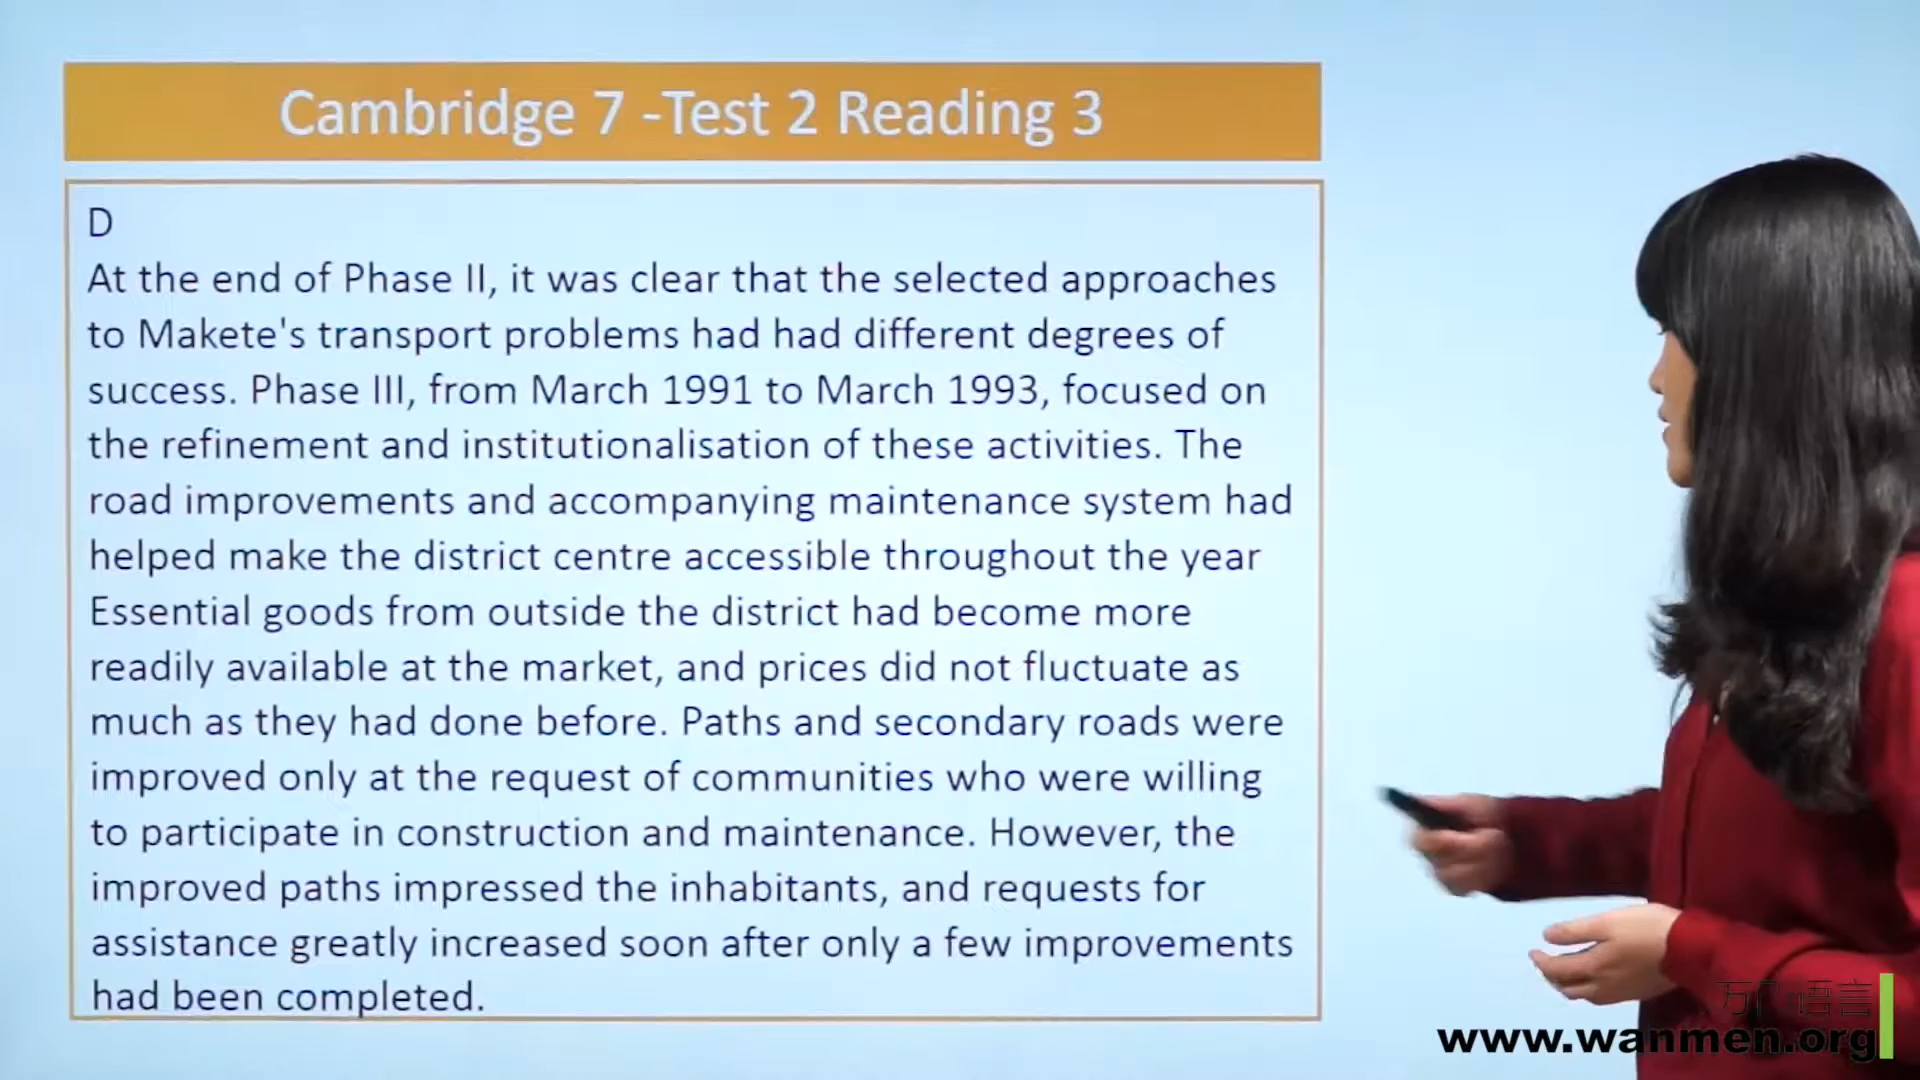 Cambridge 7 -Test 2 Reading 3
D
At the end of Phase II, it was clear that the selected approaches
to Makete's transport problems had had different degrees of
success. Phase III, from March 1991 to March 1993, focused on
the refinement and institutionalisation of these activities. The
road improvements and accompanying maintenance system had
helped make the district centre accessible throughout the year
Essential goods from outside the district had become more
readily available at the market, and prices did not fluctuate as
much as they had done before. Paths and secondary roads were
improved only at the request of communities who were willing
to participate in construction and maintenance. However, the
improved paths impressed the inhabitants, and requests for
assistance greatly increased soon after only a few improvements
had been completed.
万门语言
www.wanmen.org